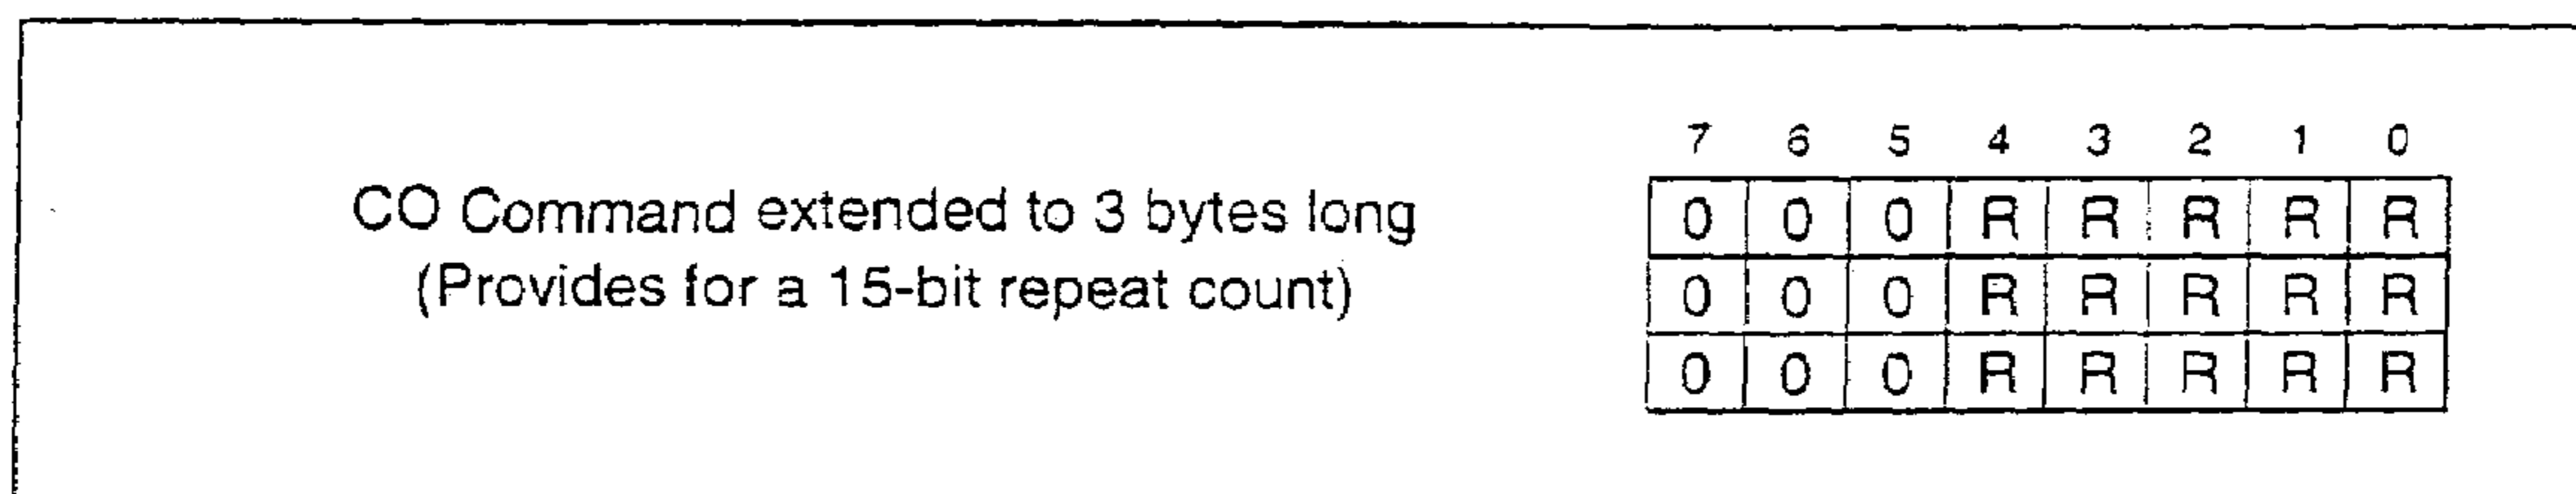 7 6 5 4 3 2 1 0
CO Command extended to 3 bytes long
0 0 0 R R R R R
(Provides for a 15-bit repeat count)
0 0 0 R R R R R
0 0 0 R R R R R